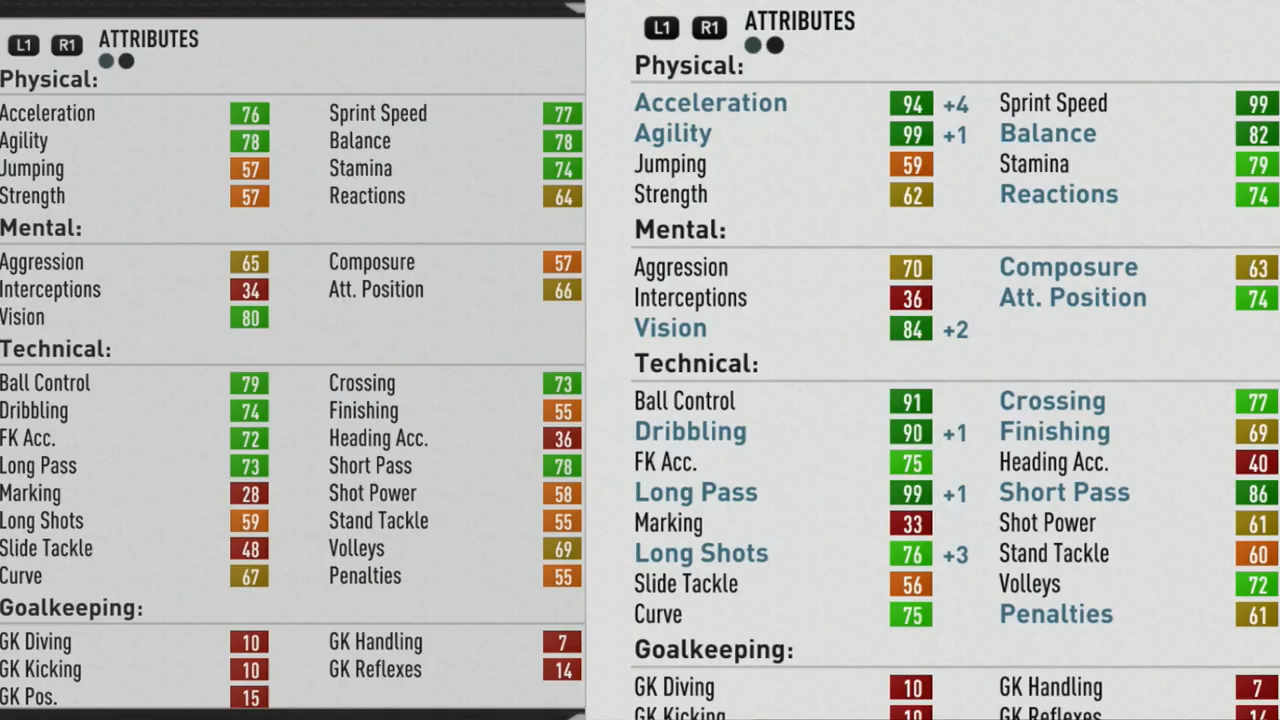 L1 R1 ATTRIBUTES
Physical:
Acceleration 76 Sprint Speed 77
Agility 78 Balance 78
Jumping 57 Stamina 74
Strength 57 Reactions 64
Mental:
Aggression 65 Composure 57
Interceptions 34 Att. Position 66
Vision 80
Technical:
Ball Control 79 Crossing 73
Dribbling 74 Finishing 55
FK Acc. 72 Heading Acc. 36
Long Pass 73 Short Pass 78
Marking 28 Shot Power 58
Long Shots 59 Stand Tackle 55
Slide Tackle 48 Volleys 69
Curve 67 Penalties 55
Goalkeeping:
GK Diving 10 GK Handling 7
GK Kicking 10 GK Reflexes 14
GK Pos. 15
L1 R1 ATTRIBUTES
Physical:
Acceleration 94 +4 Sprint Speed 99
Agility 99 +1 Balance 82
Jumping 59 Stamina 79
Strength 62 Reactions 74
Mental:
Aggression 70 Composure 63
Interceptions 36 Att. Position 74
Vision 84 +2
Technical:
Ball Control 91 Crossing 77
Dribbling 90 +1 Finishing 69
FK Acc. 75 Heading Acc. 40
Long Pass 99 +1 Short Pass 86
Marking 33 Shot Power 61
Long Shots 76 +3 Stand Tackle 60
Slide Tackle 56 Volleys 72
Curve 75 Penalties 61
Goalkeeping:
GK Diving 10 GK Handling 7
GK Kicking 10 GK Reflexes 14